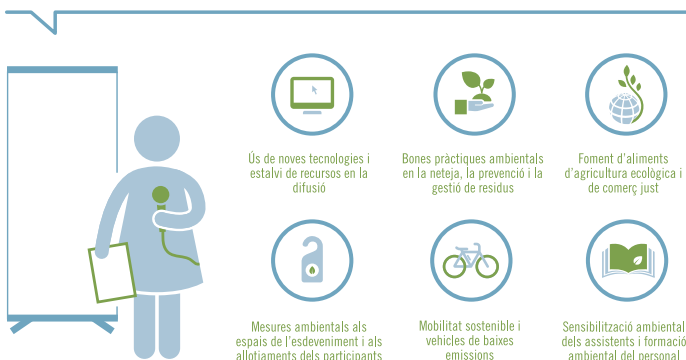 Ús de noves tecnologies i
estalvi de recursos en la
difusió
Bones pràctiques ambientals
en la neteja, la prevenció i la
gestió de residus
Foment d'aliments
d'agricultura ecològica i
de comerç just
Mesures ambientals als
espais de l'esdeveniment i als
allotjaments dels participants
Mobilitat sostenible i
vehicles de baixes
emissions
Sensibilització ambiental
dels assistents i formació
ambiental del personal